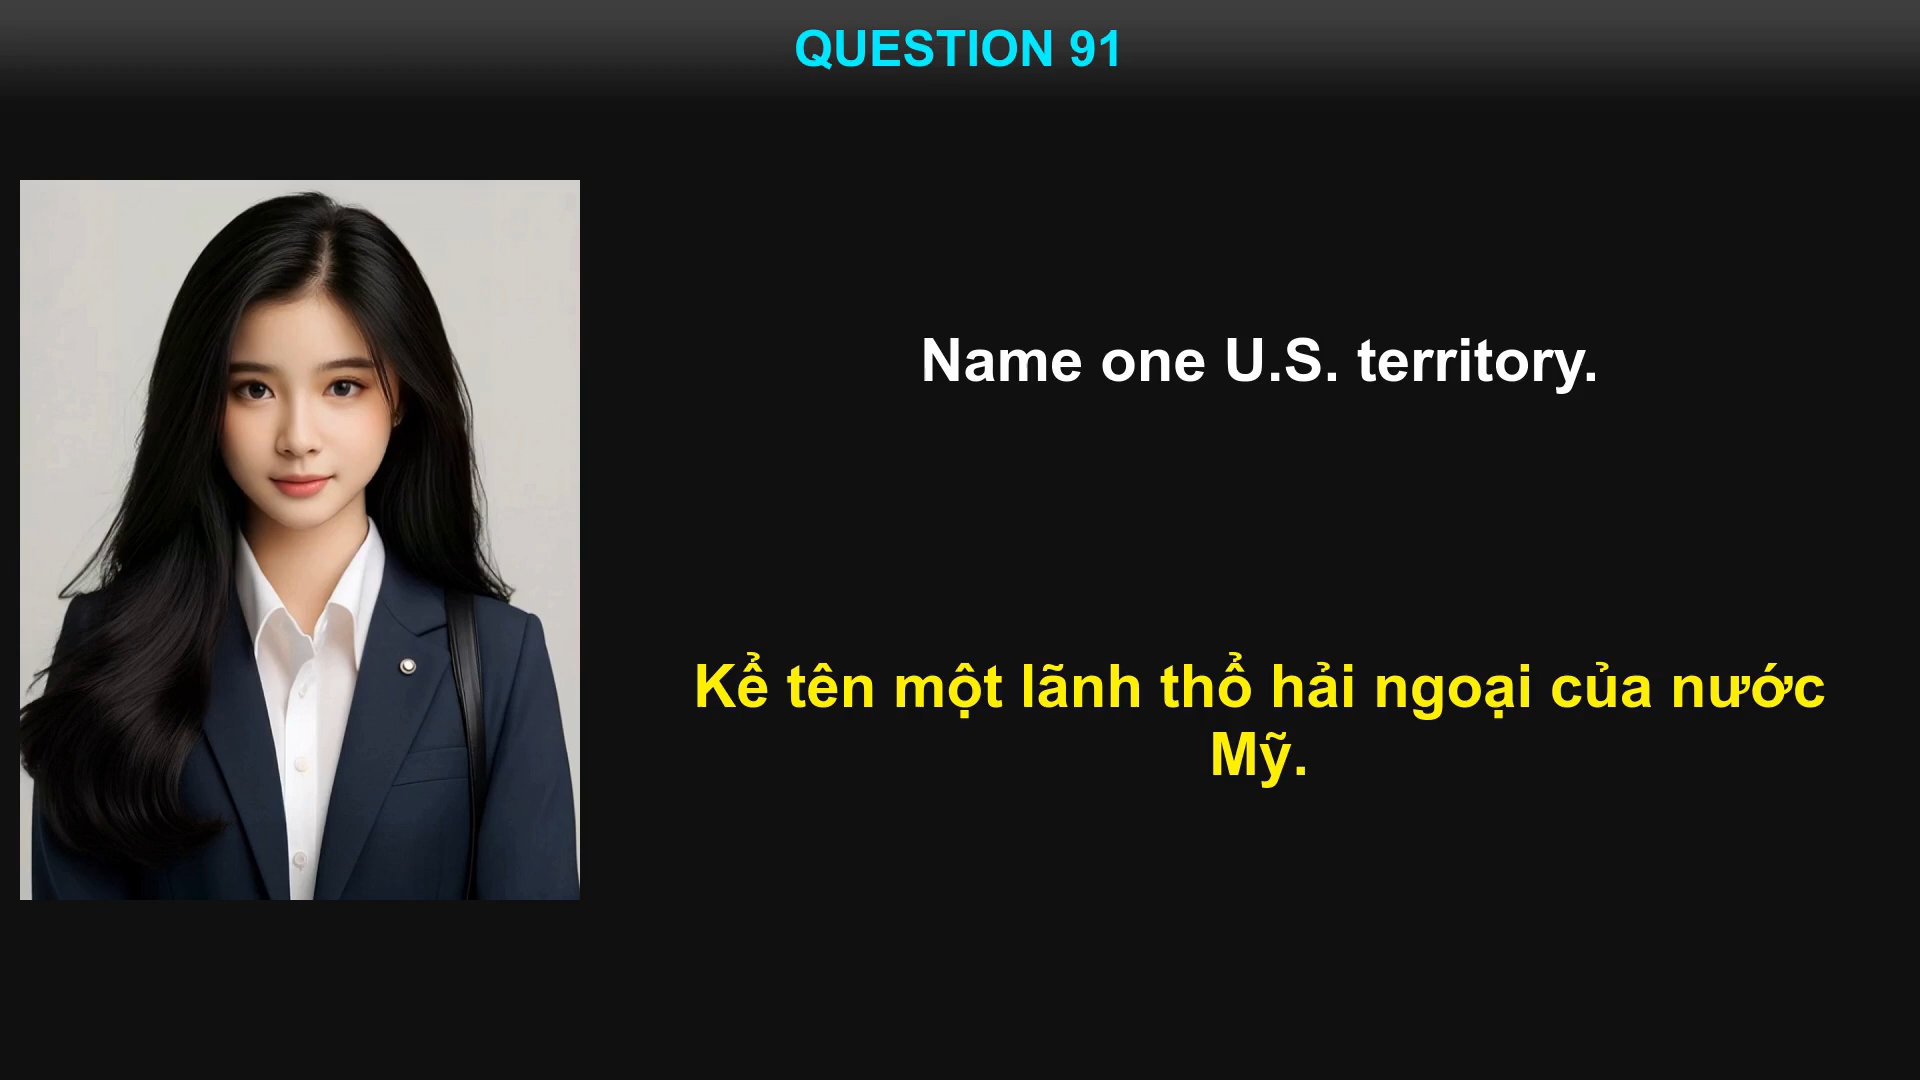 QUESTION 91
Name one U.S. territory.
Kể tên một lãnh thổ hải ngoại của nước
Mỹ.